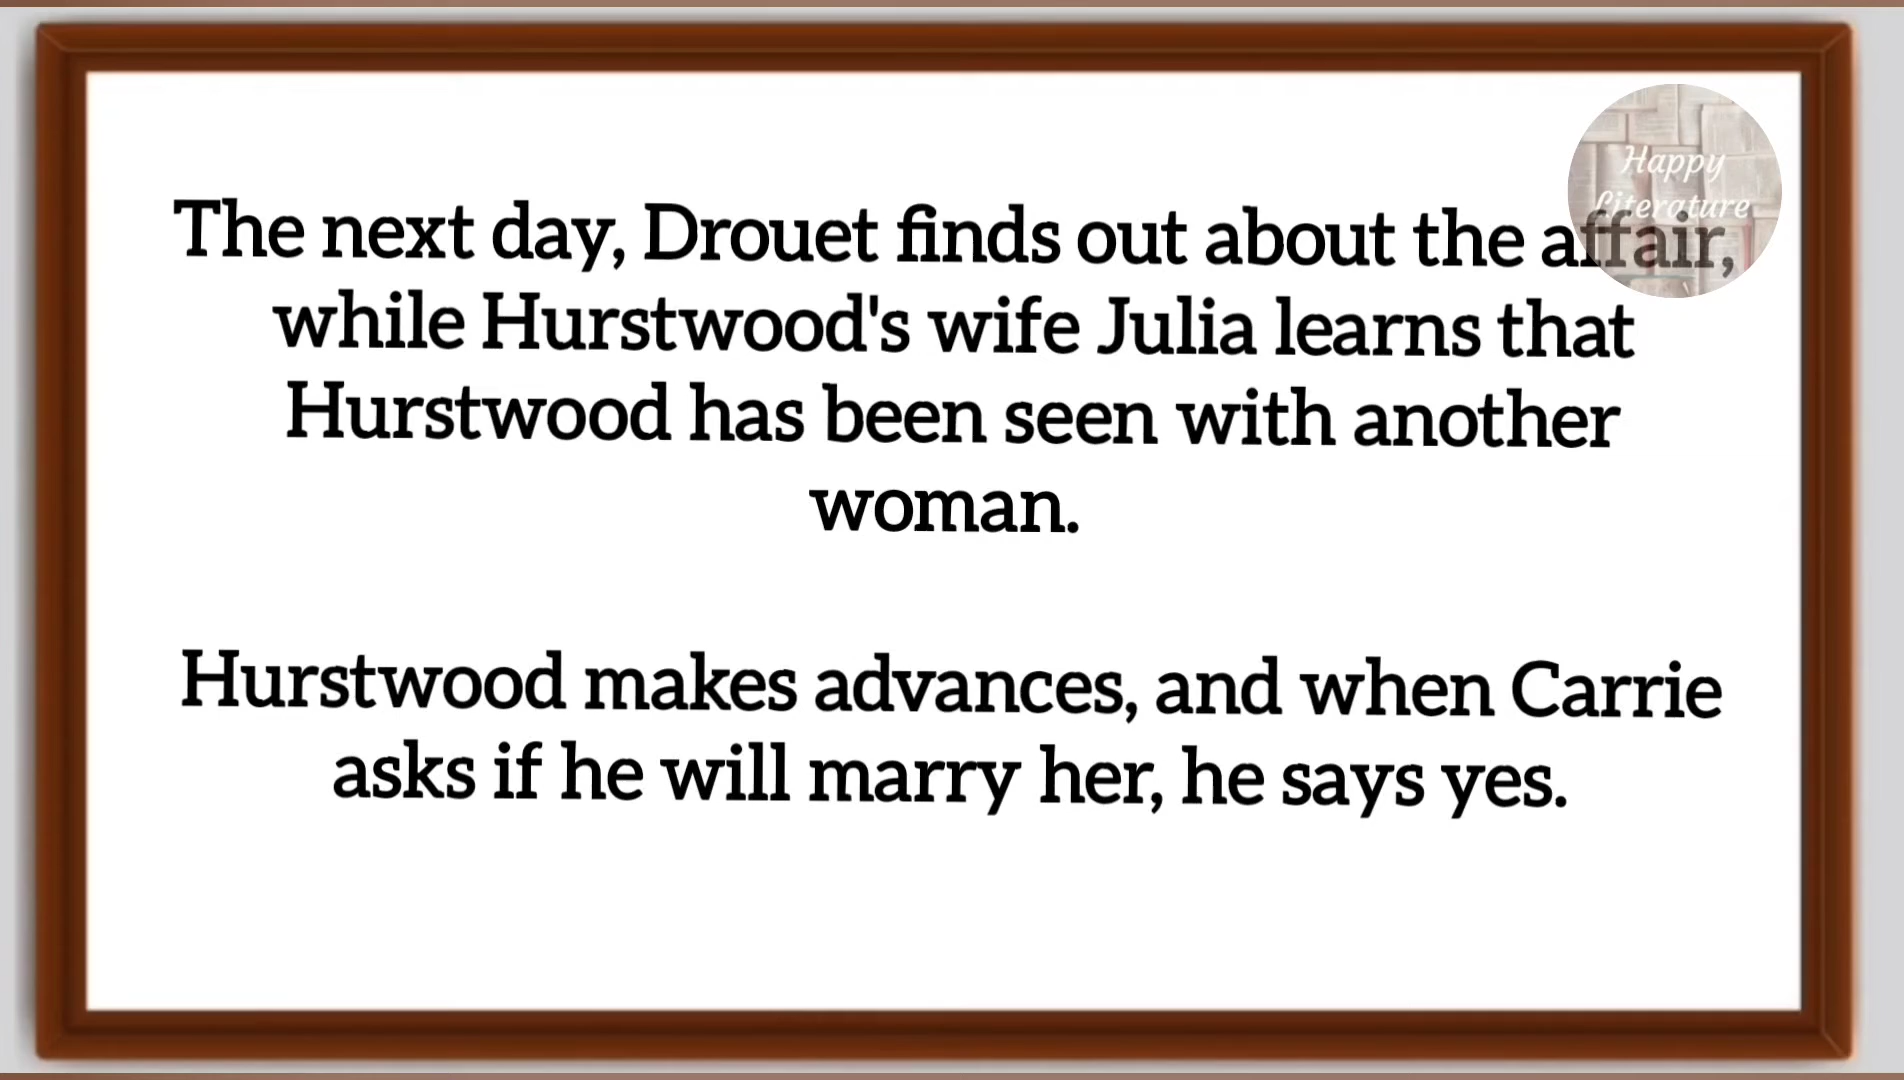 Happy
Literature
The next day, Drouet finds out about the affair,
while Hurstwood's wife Julia learns that
Hurstwood has been seen with another
woman.
Hurstwood makes advances, and when Carrie
asks if he will marry her, he says yes.